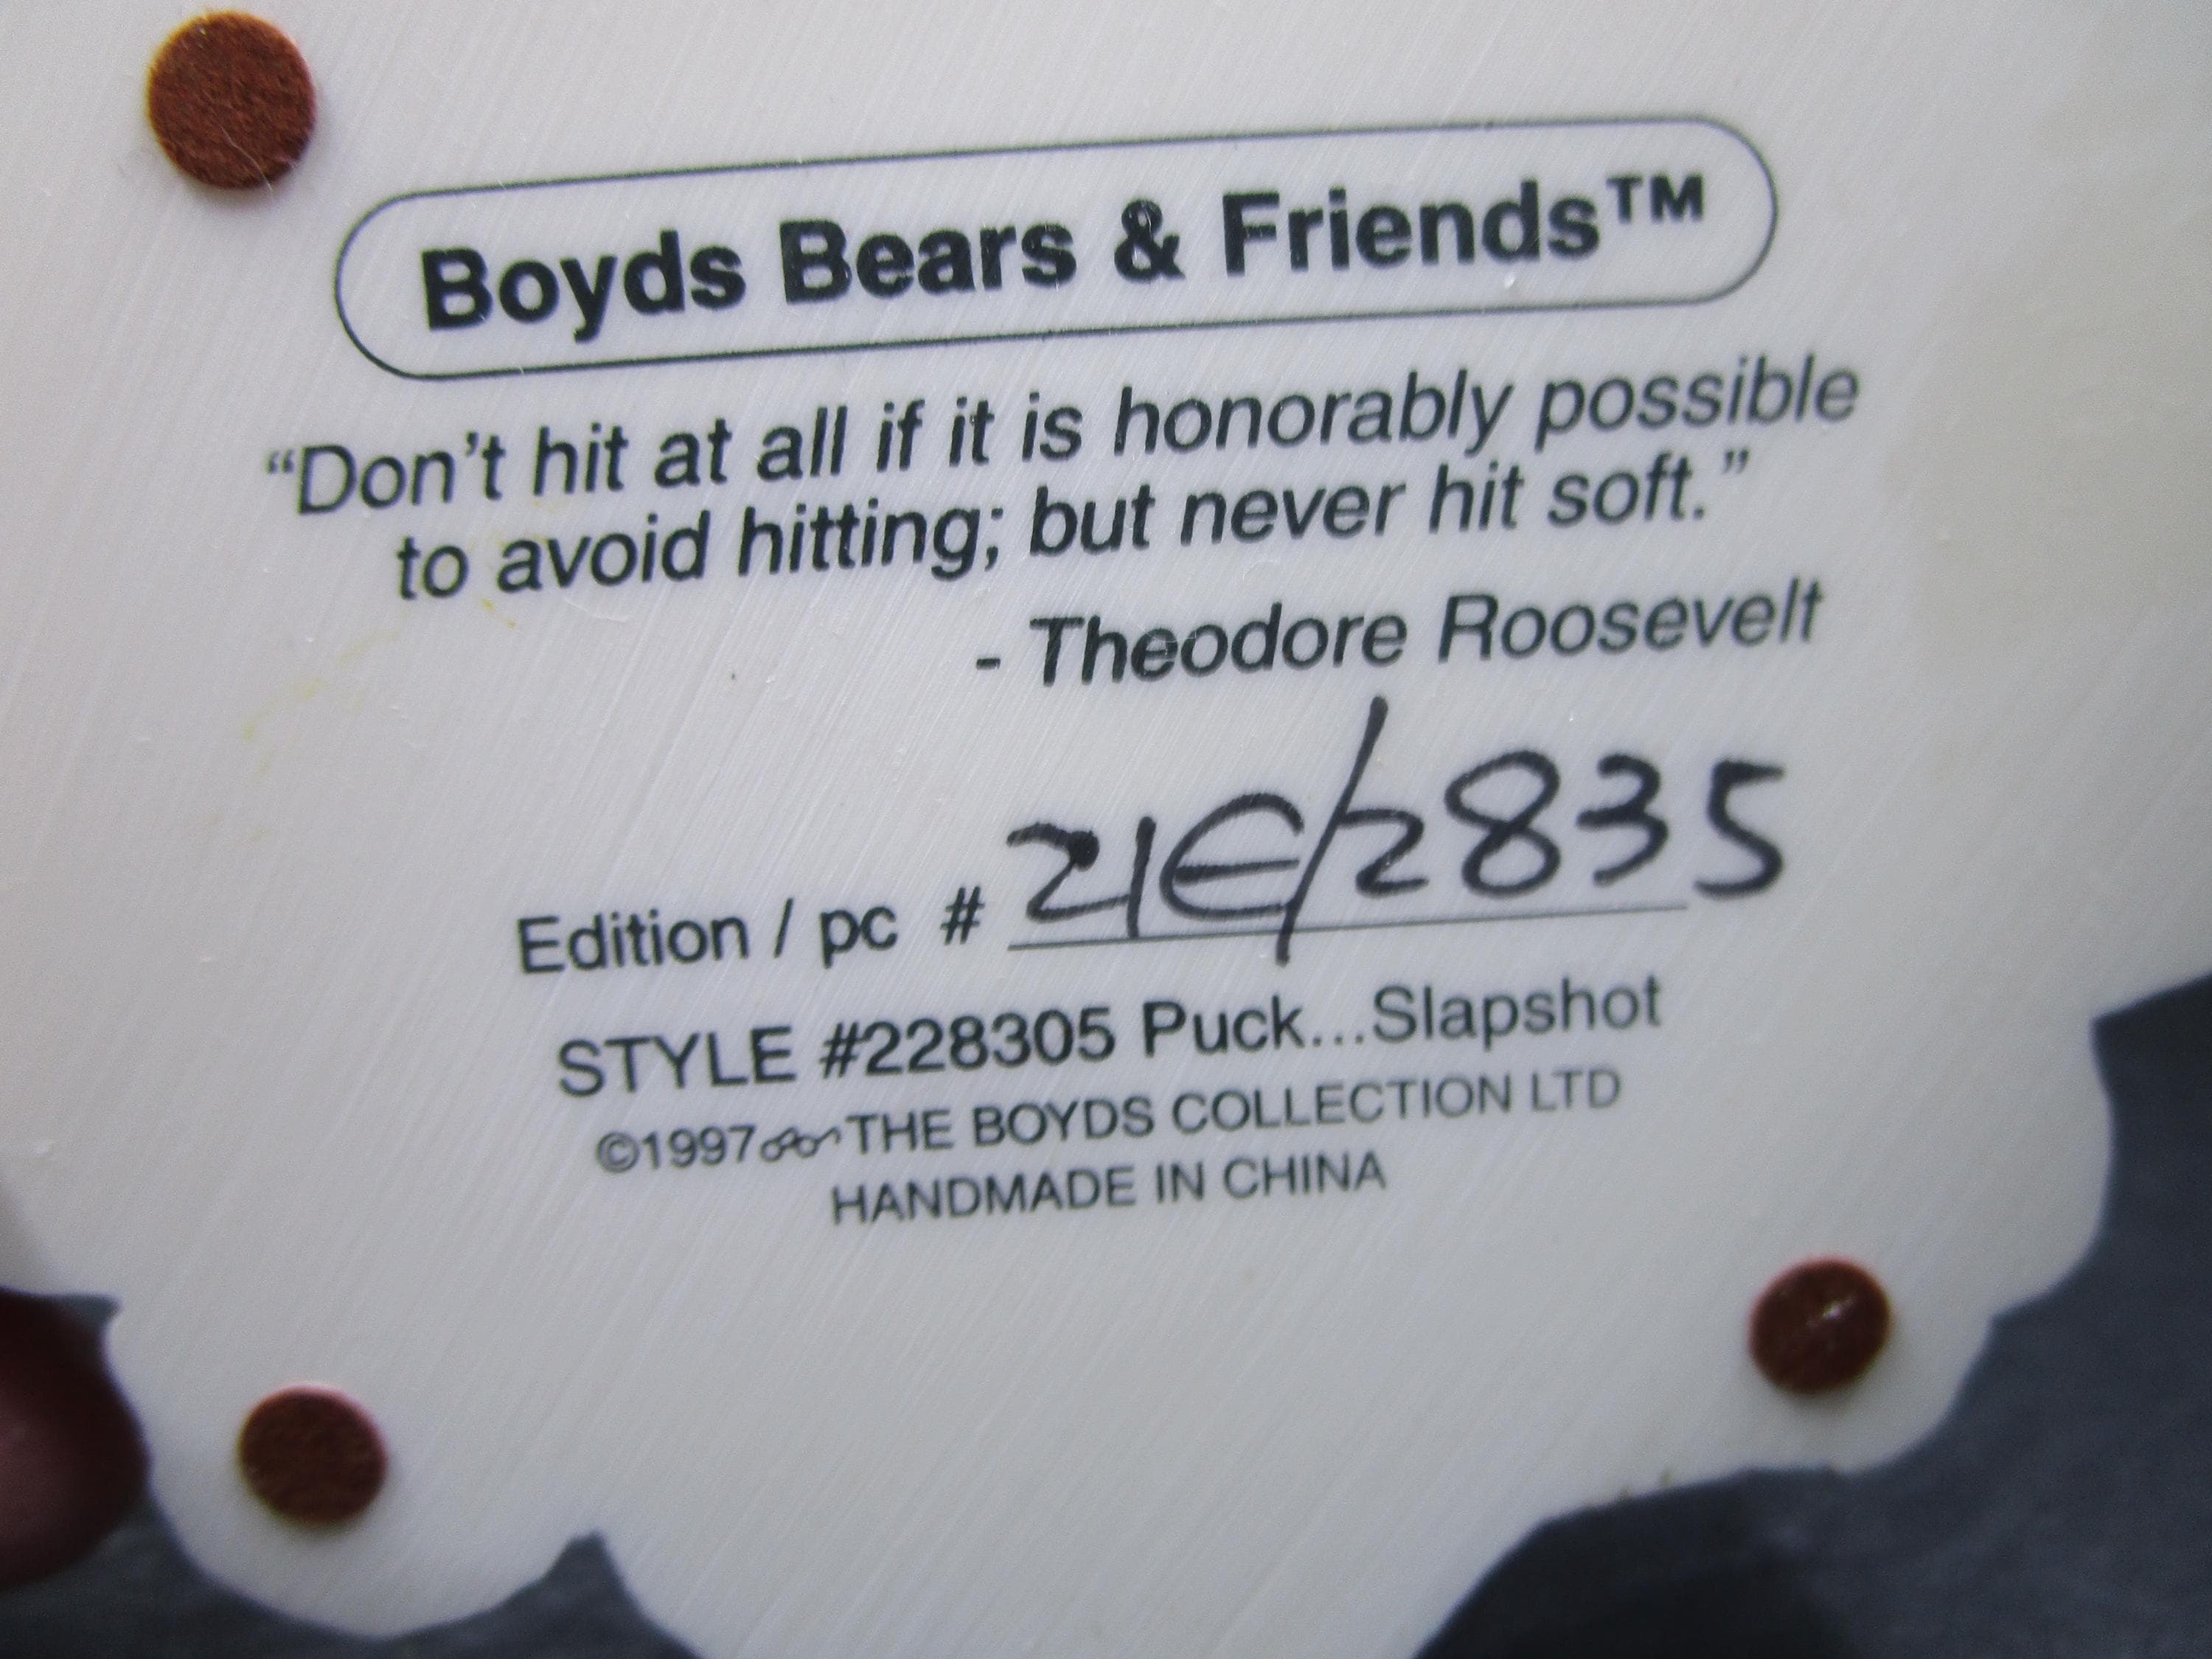 Boyds Bears & Friends™
“Don’t hit at all if it is honorably possible
to avoid hitting; but never hit soft.”
- Theodore Roosevelt
Edition / pc # 21E/2835
STYLE #228305 Puck...Slapshot
©1997 THE BOYDS COLLECTION LTD
HANDMADE IN CHINA